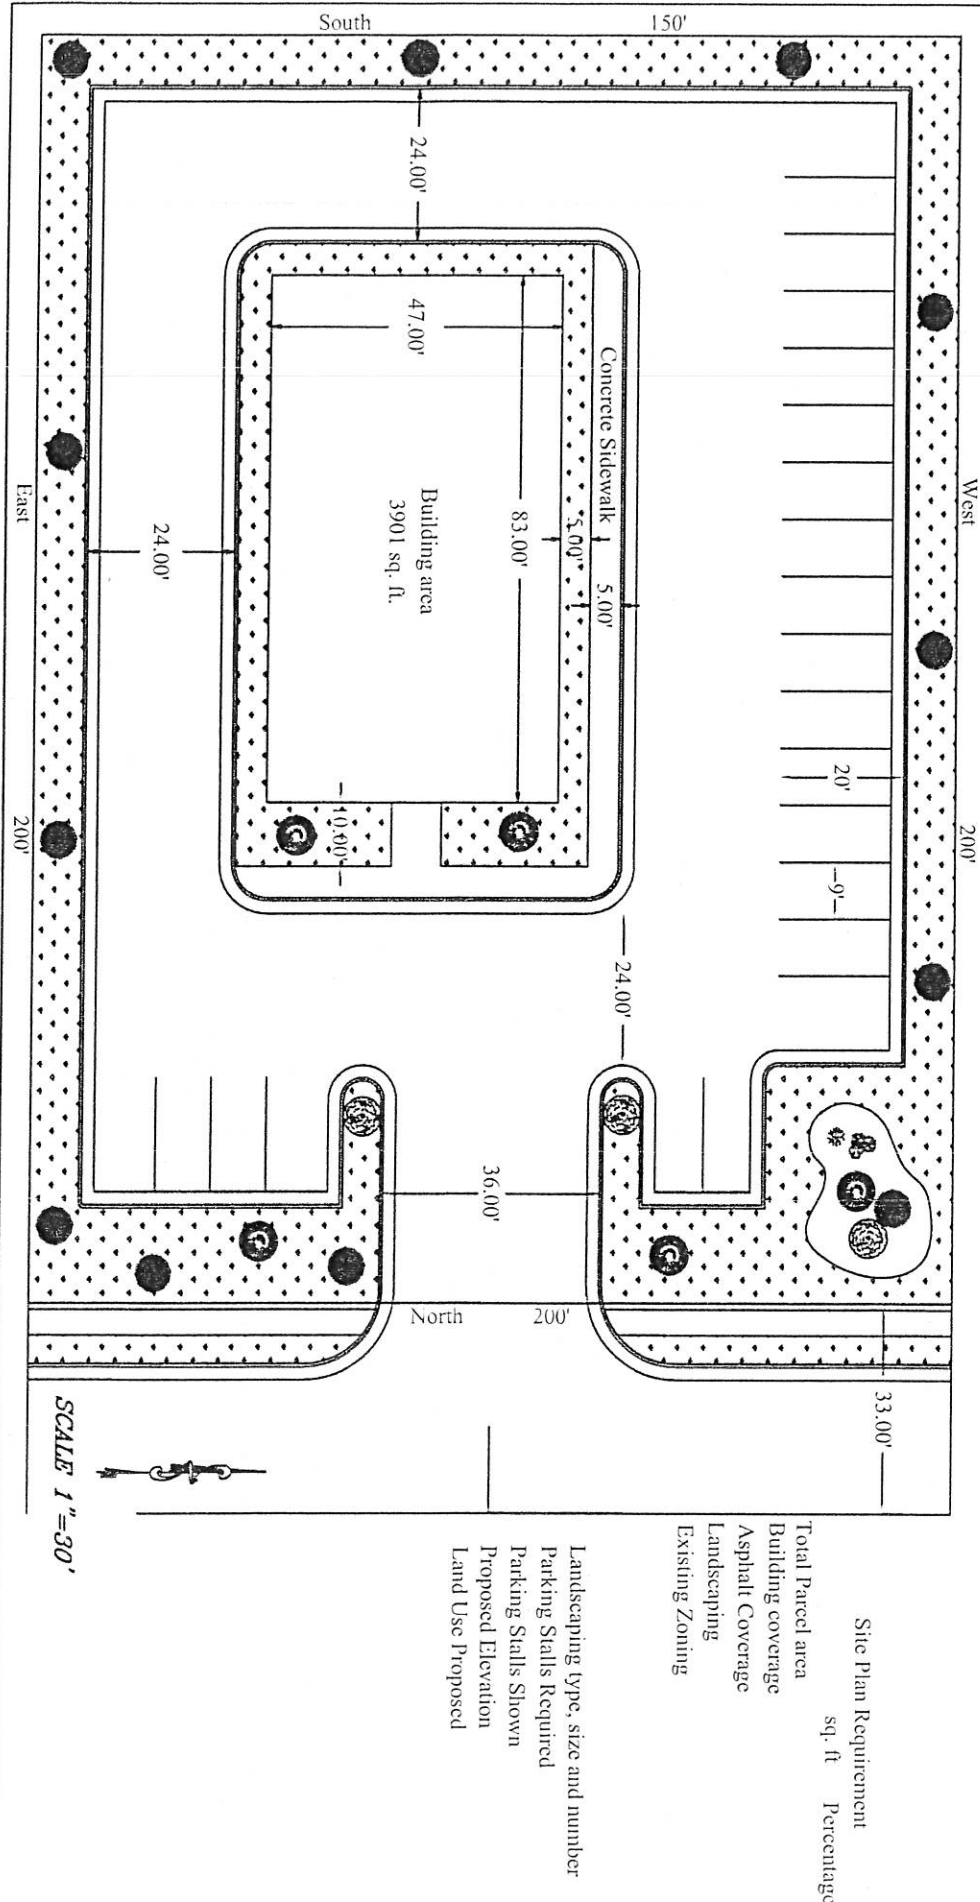 South
150'
West
200'
24.00'
47.00'
Concrete Sidewalk
5.00'
5.00'
83.00'
Building area
3901 sq. ft.
24.00'
East
200'
20'
9'
10.00'
24.00'
36.00'
North
200'
33.00'
SCALE 1"=30'
Site Plan Requirement
sq. ft Percentage
Total Parcel area
Building coverage
Asphalt Coverage
Landscaping
Existing Zoning
Landscaping type, size and number
Parking Stalls Required
Parking Stalls Shown
Proposed Elevation
Land Use Proposed